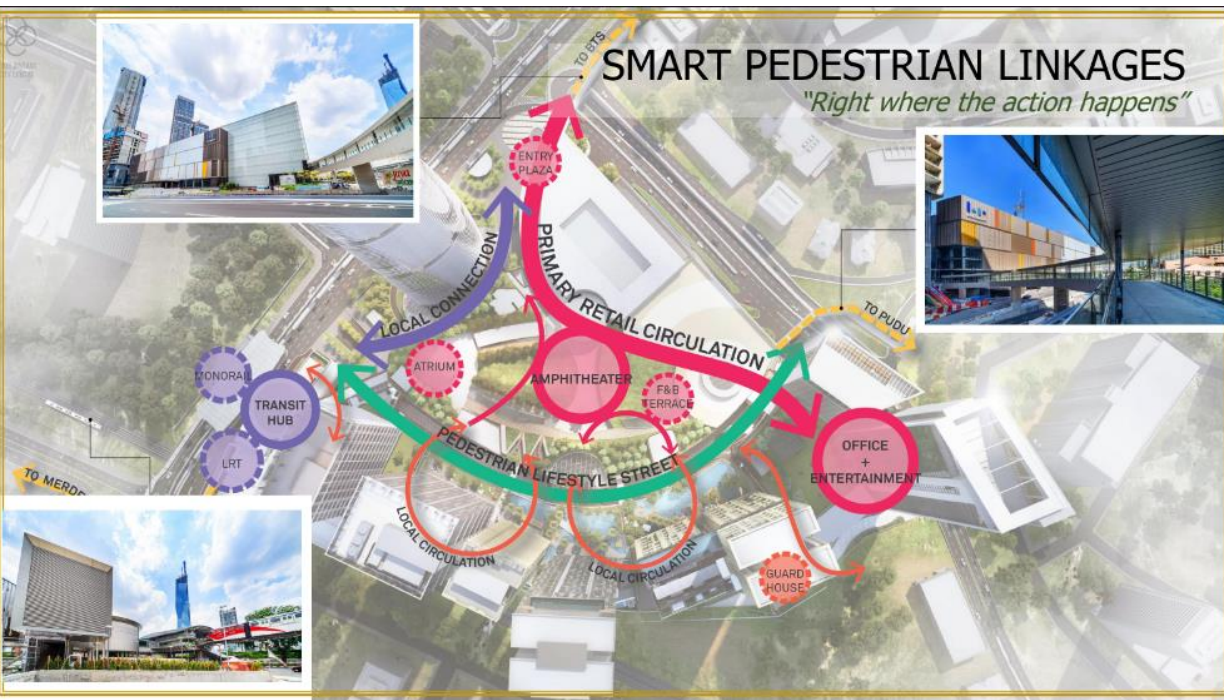 TO BTS
SMART PEDESTRIAN LINKAGES
"Right where the action happens"
ENTRY
PLAZA
PRIMARY RETAIL CIRCULATION
LOCAL CONNECTION
TO PUDU
MONORAIL
ATRIUM
AMPHITHEATER
F&B
TERRACE
TRANSIT
HUB
LRT
PEDESTRIAN LIFESTYLE STREET
OFFICE
+
ENTERTAINMENT
TO MERDE
LOCAL CIRCULATION
LOCAL CIRCULATION
GUARD
HOUSE